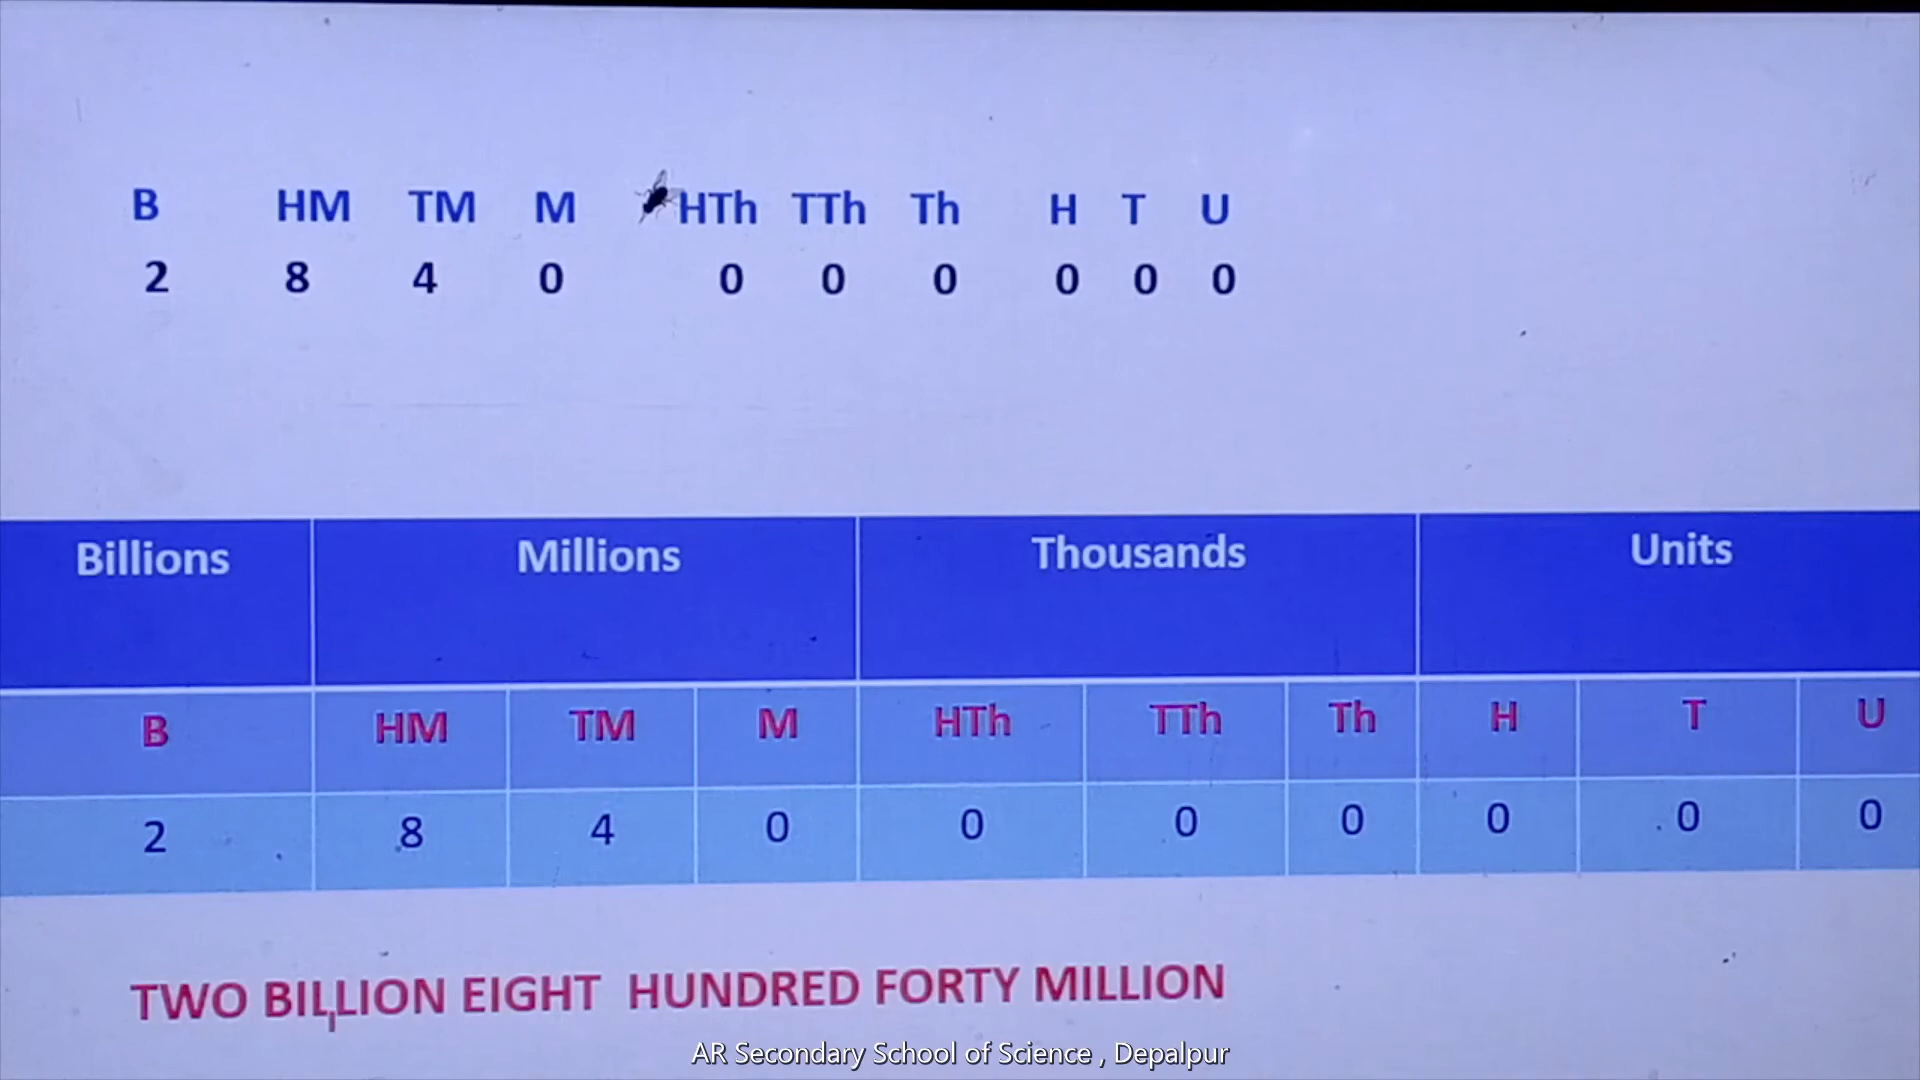 B HM TM M HTh TTh Th H T U
2 8 4 0 0 0 0 0 0 0
Billions Millions Thousands Units
B HM TM M HTh TTh Th H T U
2 8 4 0 0 0 0 0 0 0
TWO BILLION EIGHT HUNDRED FORTY MILLION
AR Secondary School of Science , Depalpur